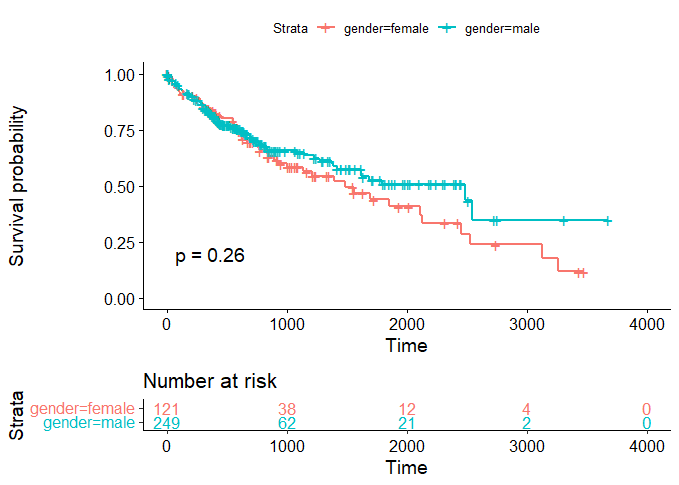 Strata gender=female gender=male
Survival probability
1.00
0.75
0.50
0.25
0.00
p = 0.26
0 1000 2000 3000 4000
Time
Number at risk
Strata
gender=female 121 38 12 4 0
gender=male 249 62 21 2 0
0 1000 2000 3000 4000
Time